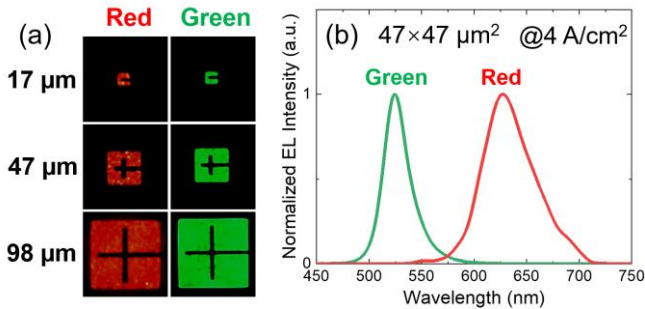 (a) Red Green
17 μm
47 μm
98 μm
(b) 47×47 μm² @4 A/cm²
Green Red
Normalized EL Intensity (a.u.)
1
0
450 500 550 600 650 700 750
Wavelength (nm)